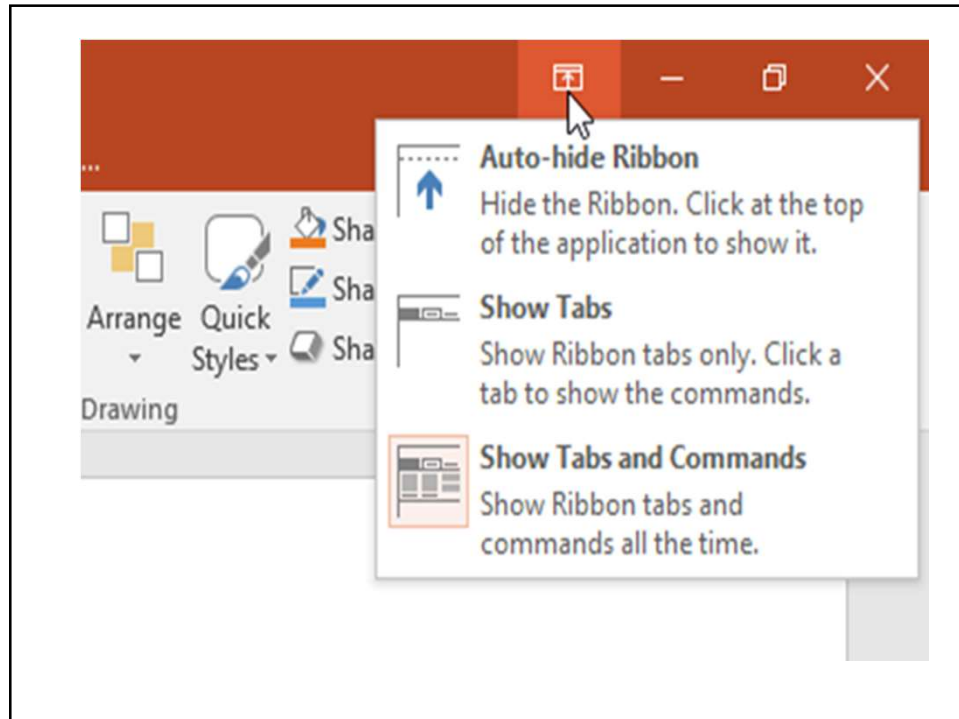 ...
Auto-hide Ribbon
Hide the Ribbon. Click at the top
of the application to show it.
Sha
Sha
Sha
Arrange
Quick
Styles
Drawing
Show Tabs
Show Ribbon tabs only. Click a
tab to show the commands.
Show Tabs and Commands
Show Ribbon tabs and
commands all the time.